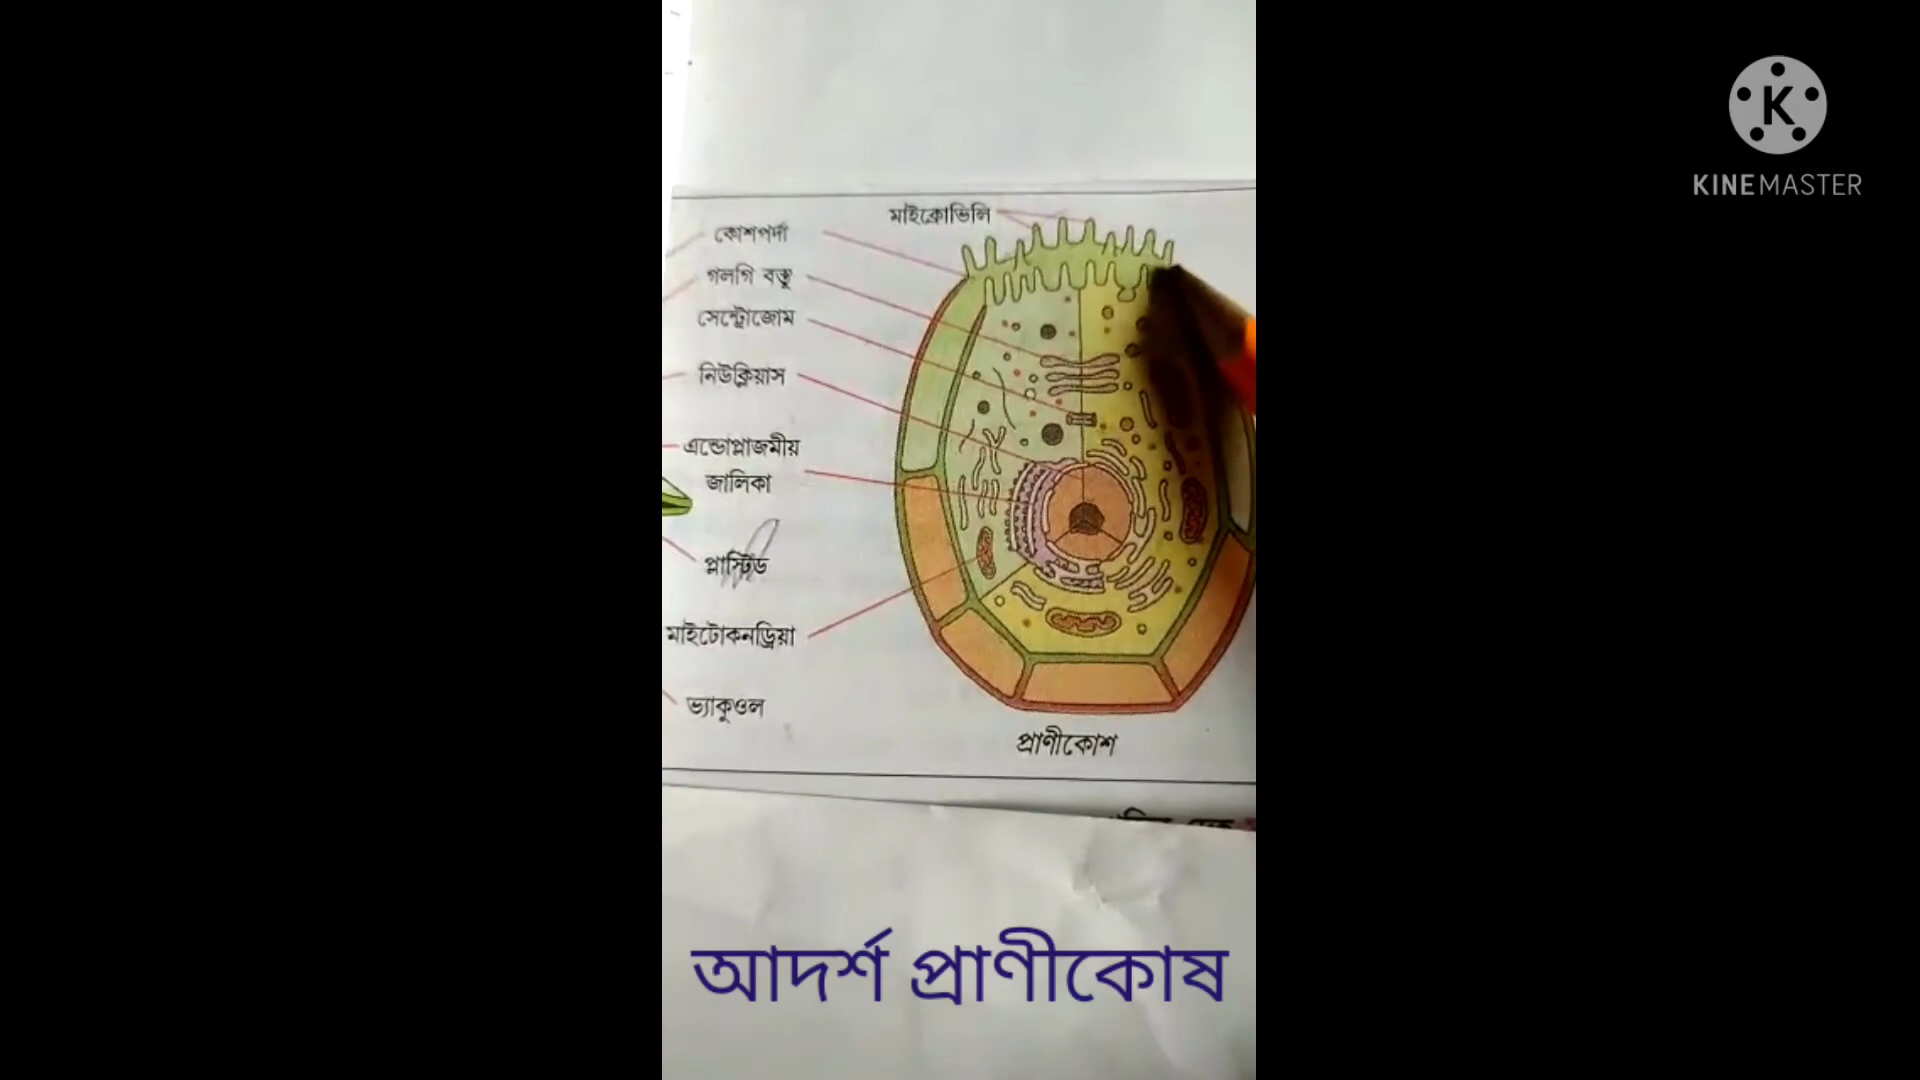 KINEMASTER
মাইক্রোভিলি
কোশপর্দা
গলগি বস্তু
সেন্ট্রোজোম
নিউক্লিয়াস
এন্ডোপ্লাজমীয়
জালিকা
প্লাস্টিড
মাইটোকনড্রিয়া
ভ্যাকুওল
প্রাণীকোশ
আদর্শ প্রাণীকোষ